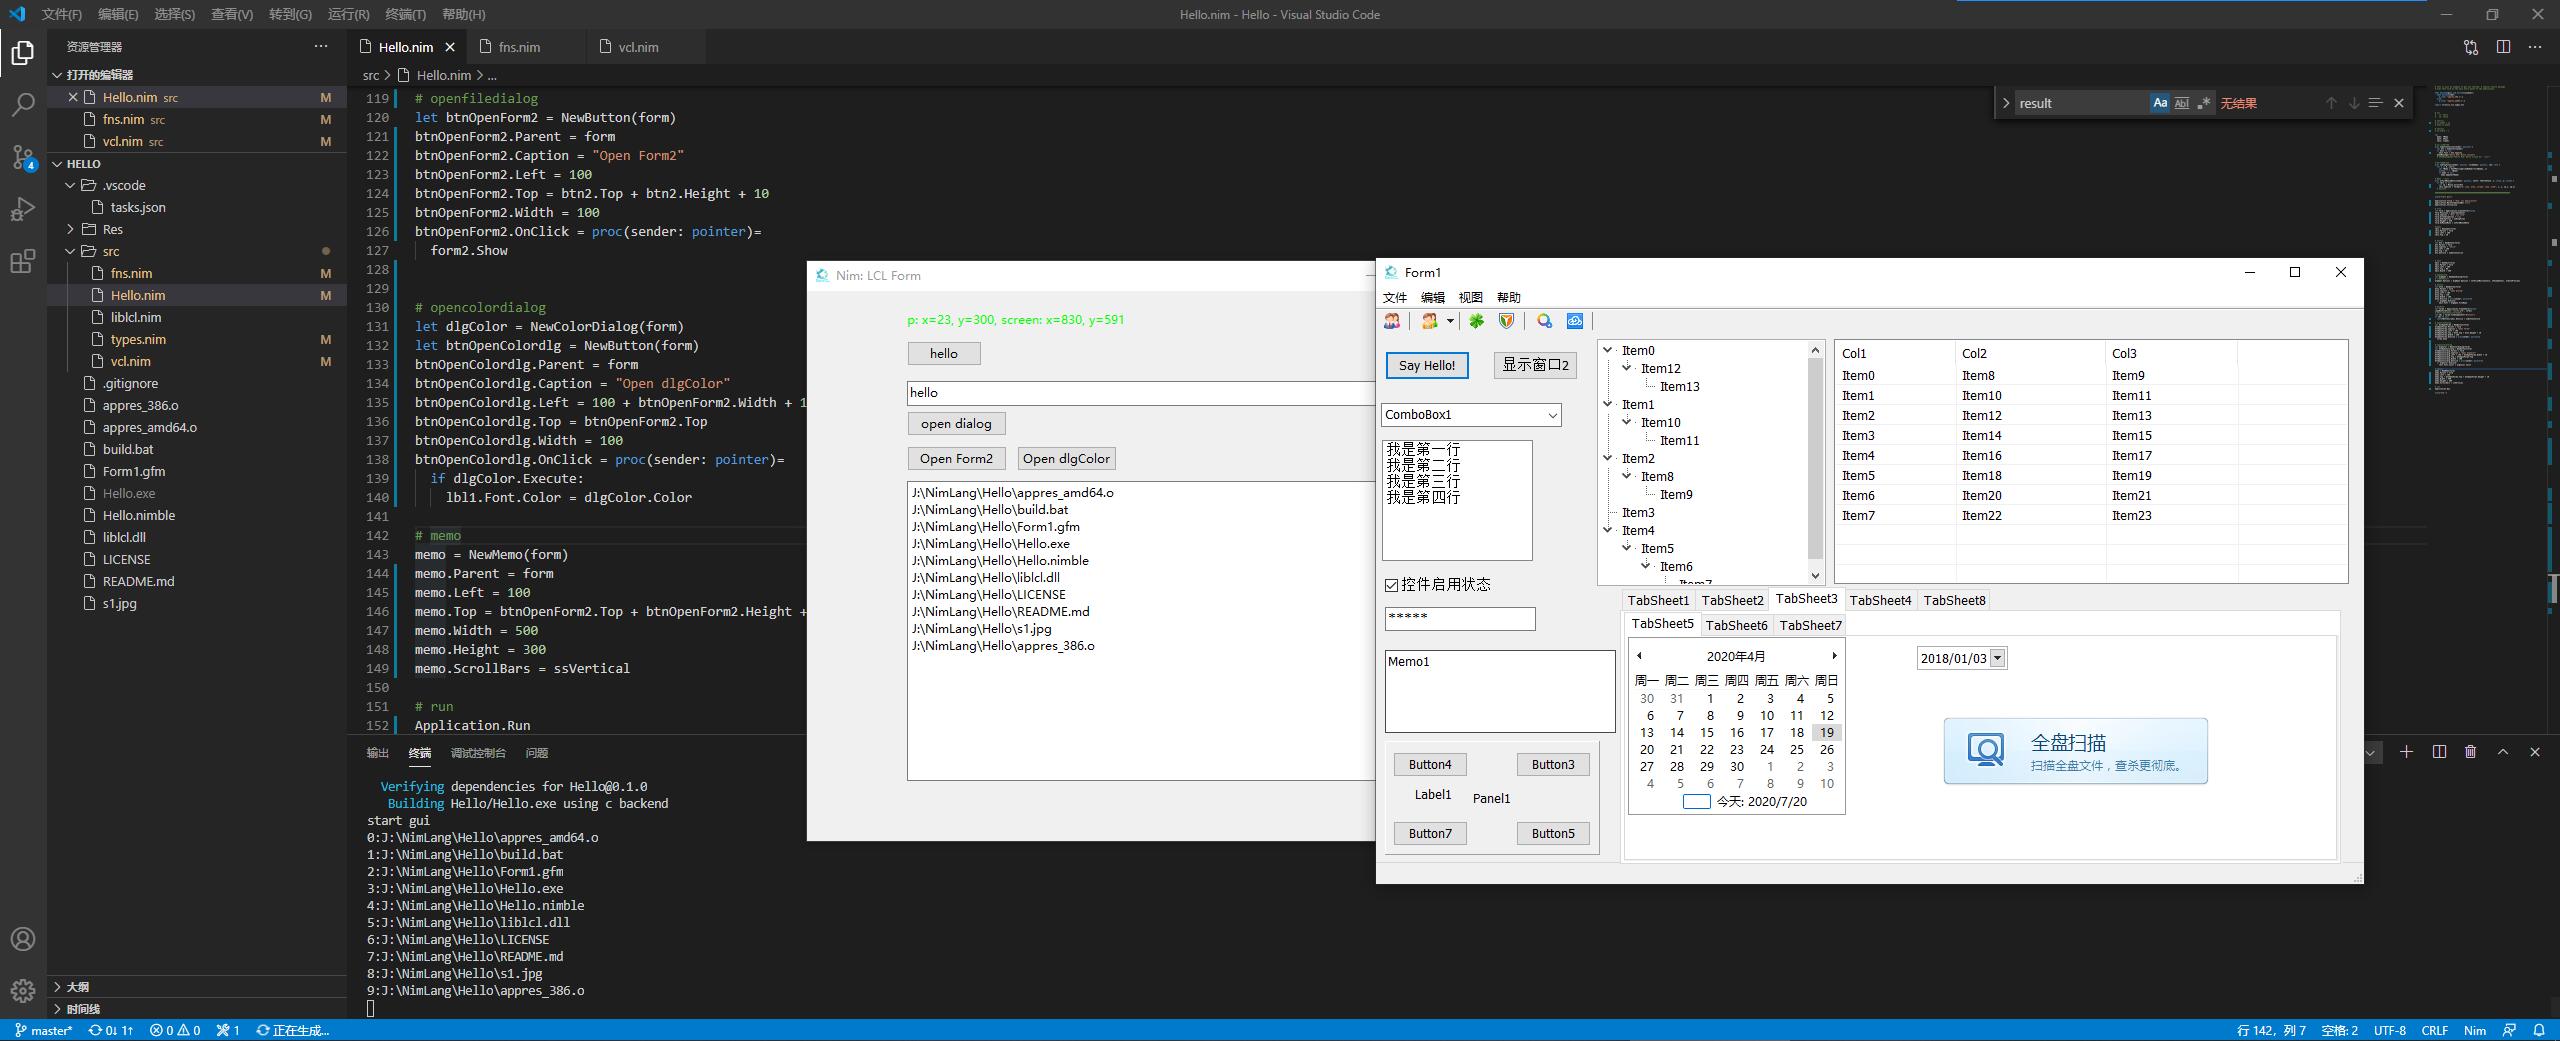 文件(F) 编辑(E) 选择(S) 查看(V) 转到(G) 运行(R) 终端(T) 帮助(H)
Hello.nim - Hello - Visual Studio Code
资源管理器
打开的编辑器
Hello.nim src M
fns.nim src M
vcl.nim src M
HELLO
.vscode
tasks.json
Res
src
fns.nim M
Hello.nim M
liblcl.nim
types.nim M
vcl.nim M
.gitignore
appres_386.o
appres_amd64.o
build.bat
Form1.gfm
Hello.exe
Hello.nimble
liblcl.dll
LICENSE
README.md
s1.jpg
大纲
时间线
4
Hello.nim fns.nim vcl.nim
src > Hello.nim > ...
result Aa Abl .* 无结果
119 # openfiledialog
120 let btnOpenForm2 = NewButton(form)
121 btnOpenForm2.Parent = form
122 btnOpenForm2.Caption = "Open Form2"
123 btnOpenForm2.Left = 100
124 btnOpenForm2.Top = btn2.Top + btn2.Height + 10
125 btnOpenForm2.Width = 100
126 btnOpenForm2.OnClick = proc(sender: pointer)=
127 form2.Show
128
129
130 # opencolordialog
131 let dlgColor = NewColorDialog(form)
132 let btnOpenColordlg = NewButton(form)
133 btnOpenColordlg.Parent = form
134 btnOpenColordlg.Caption = "Open dlgColor"
135 btnOpenColordlg.Left = 100 + btnOpenForm2.Width + 1
136 btnOpenColordlg.Top = btnOpenForm2.Top
137 btnOpenColordlg.Width = 100
138 btnOpenColordlg.OnClick = proc(sender: pointer)=
139 if dlgColor.Execute:
140 lbl1.Font.Color = dlgColor.Color
141
142 # memo
143 memo = NewMemo(form)
144 memo.Parent = form
145 memo.Left = 100
146 memo.Top = btnOpenForm2.Top + btnOpenForm2.Height +
147 memo.Width = 500
148 memo.Height = 300
149 memo.ScrollBars = ssVertical
150
151 # run
152 Application.Run
输出 终端 调试控制台 问题
Verifying dependencies for Hello@0.1.0
Building Hello/Hello.exe using c backend
start gui
0:J:\NimLang\Hello\appres_amd64.o
1:J:\NimLang\Hello\build.bat
2:J:\NimLang\Hello\Form1.gfm
3:J:\NimLang\Hello\Hello.exe
4:J:\NimLang\Hello\Hello.nimble
5:J:\NimLang\Hello\liblcl.dll
6:J:\NimLang\Hello\LICENSE
7:J:\NimLang\Hello\README.md
8:J:\NimLang\Hello\s1.jpg
9:J:\NimLang\Hello\appres_386.o
Nim: LCL Form
p: x=23, y=300, screen: x=830, y=591
hello
hello
open dialog
Open Form2 Open dlgColor
J:\NimLang\Hello\appres_amd64.o
J:\NimLang\Hello\build.bat
J:\NimLang\Hello\Form1.gfm
J:\NimLang\Hello\Hello.exe
J:\NimLang\Hello\Hello.nimble
J:\NimLang\Hello\liblcl.dll
J:\NimLang\Hello\LICENSE
J:\NimLang\Hello\README.md
J:\NimLang\Hello\s1.jpg
J:\NimLang\Hello\appres_386.o
Form1
文件 编辑 视图 帮助
Say Hello! 显示窗口2
ComboBox1
我是第一行
我是第二行
我是第三行
我是第四行
控件启用状态
*****
Memo1
Button4 Button3
Label1 Panel1
Button7 Button5
Item0
Item12
Item13
Item1
Item10
Item11
Item2
Item8
Item9
Item3
Item4
Item5
Item6
Item7
Col1 Col2 Col3
Item0 Item8 Item9
Item1 Item10 Item11
Item2 Item12 Item13
Item3 Item14 Item15
Item4 Item16 Item17
Item5 Item18 Item19
Item6 Item20 Item21
Item7 Item22 Item23
TabSheet1 TabSheet2 TabSheet3 TabSheet4 TabSheet8
TabSheet5 TabSheet6 TabSheet7
2020年4月
周一 周二 周三 周四 周五 周六 周日
30 31 1 2 3 4 5
6 7 8 9 10 11 12
13 14 15 16 17 18 19
20 21 22 23 24 25 26
27 28 29 30 1 2 3
4 5 6 7 8 9 10
今天: 2020/7/20
2018/01/03
全盘扫描
扫描全盘文件，查杀更彻底。
master* 0↓ 1↑ 0 0 1 正在生成...
行 142，列 7 空格: 2 UTF-8 CRLF Nim